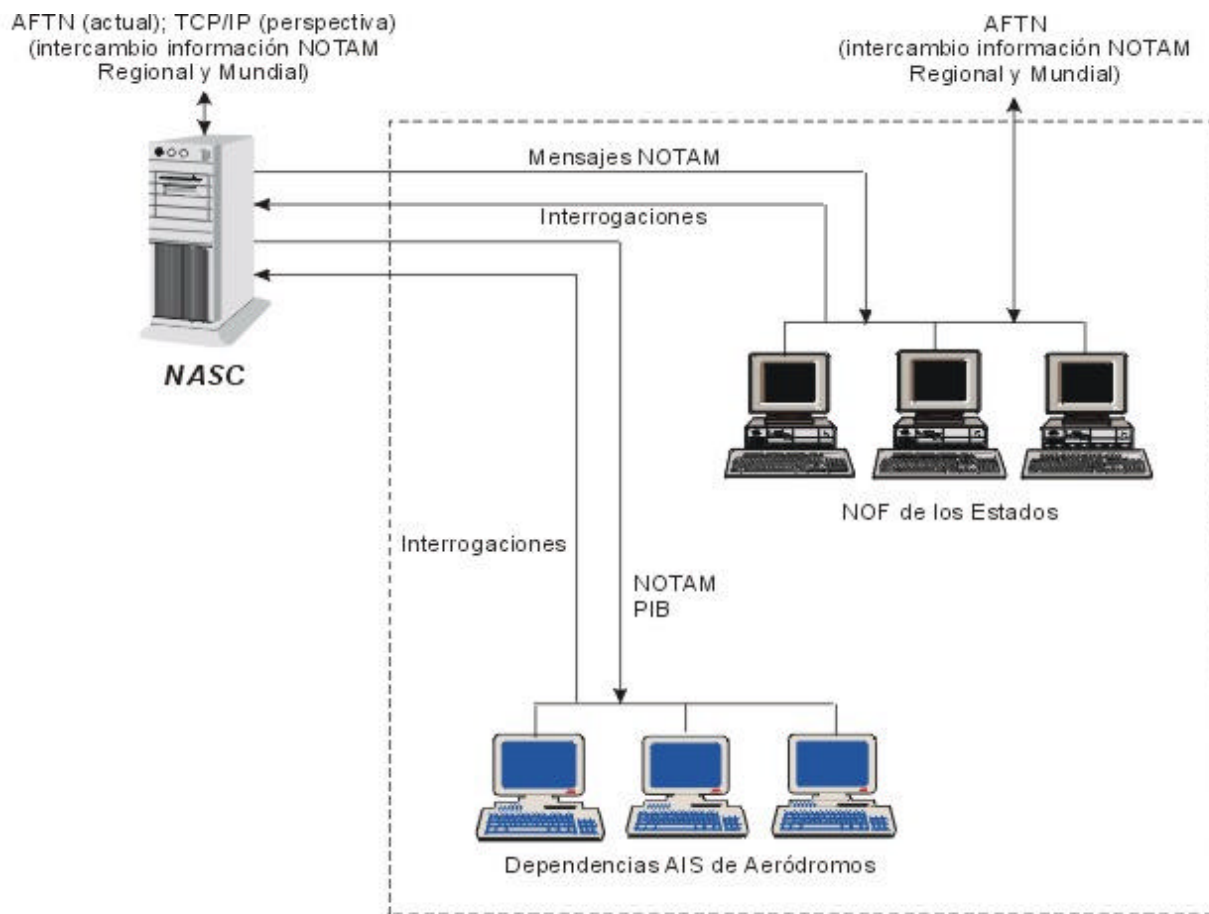 AFTN (actual); TCP/IP (perspectiva)
(intercambio información NOTAM
Regional y Mundial)
AFTN
(intercambio información NOTAM
Regional y Mundial)
Mensajes NOTAM
Interrogaciones
NASC
NOF de los Estados
Interrogaciones
NOTAM
PIB
Dependencias AIS de Aeródromos